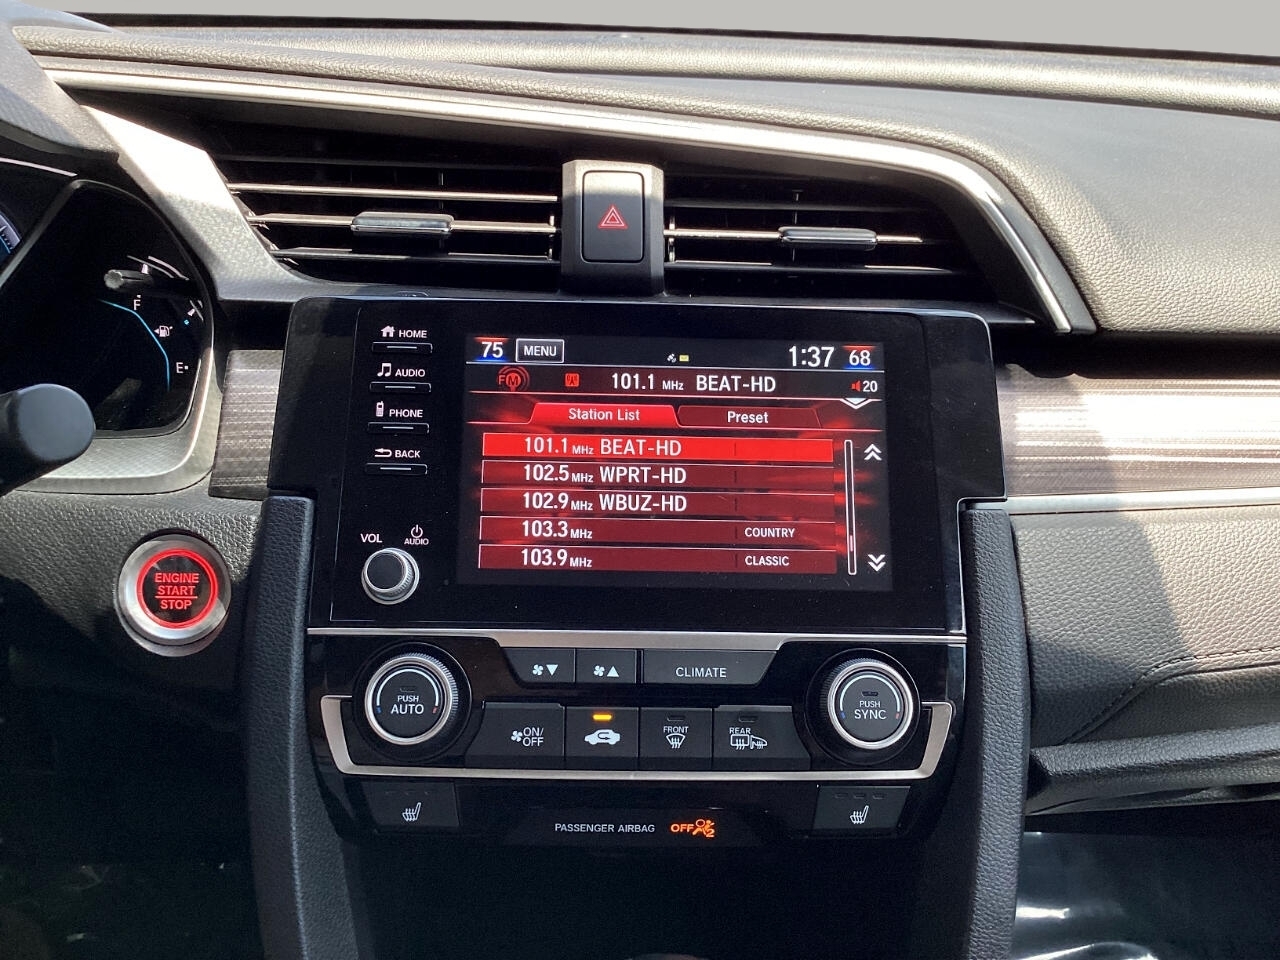 HOME
AUDIO
PHONE
BACK
VOL
AUDIO
75 MENU 1:37 68
FM 101.1 MHz BEAT-HD 20
Station List Preset
101.1 MHz BEAT-HD
102.5 MHz WPRT-HD
102.9 MHz WBUZ-HD
103.3 MHz COUNTRY
103.9 MHz CLASSIC
F
E
ENGINE
START
STOP
CLIMATE
PUSH
AUTO
PUSH
SYNC
ON/
OFF
FRONT
REAR
PASSENGER AIRBAG OFF 2